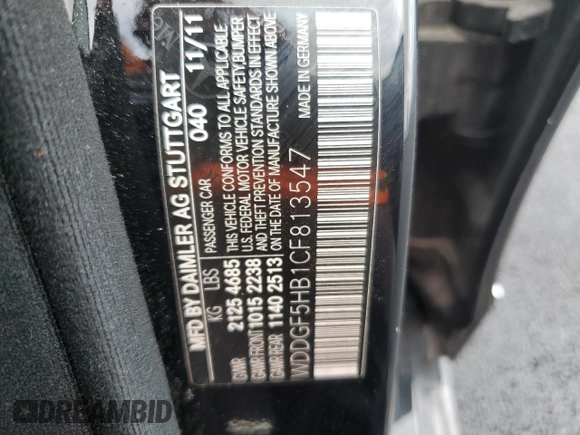 MFD BY DAIMLER AG STUTTGART
040 11/11
KG LBS PASSENGER CAR
GVWR 2125 4685
GAWR FRONT 1015 2238
GAWR REAR 1140 2513
THIS VEHICLE CONFORMS TO ALL APPLICABLE
U.S. FEDERAL MOTOR VEHICLE SAFETY, BUMPER
AND THEFT PREVENTION STANDARDS IN EFFECT
ON THE DATE OF MANUFACTURE SHOWN ABOVE
WDDGF5HB1CF813547
MADE IN GERMANY
DREAMBID